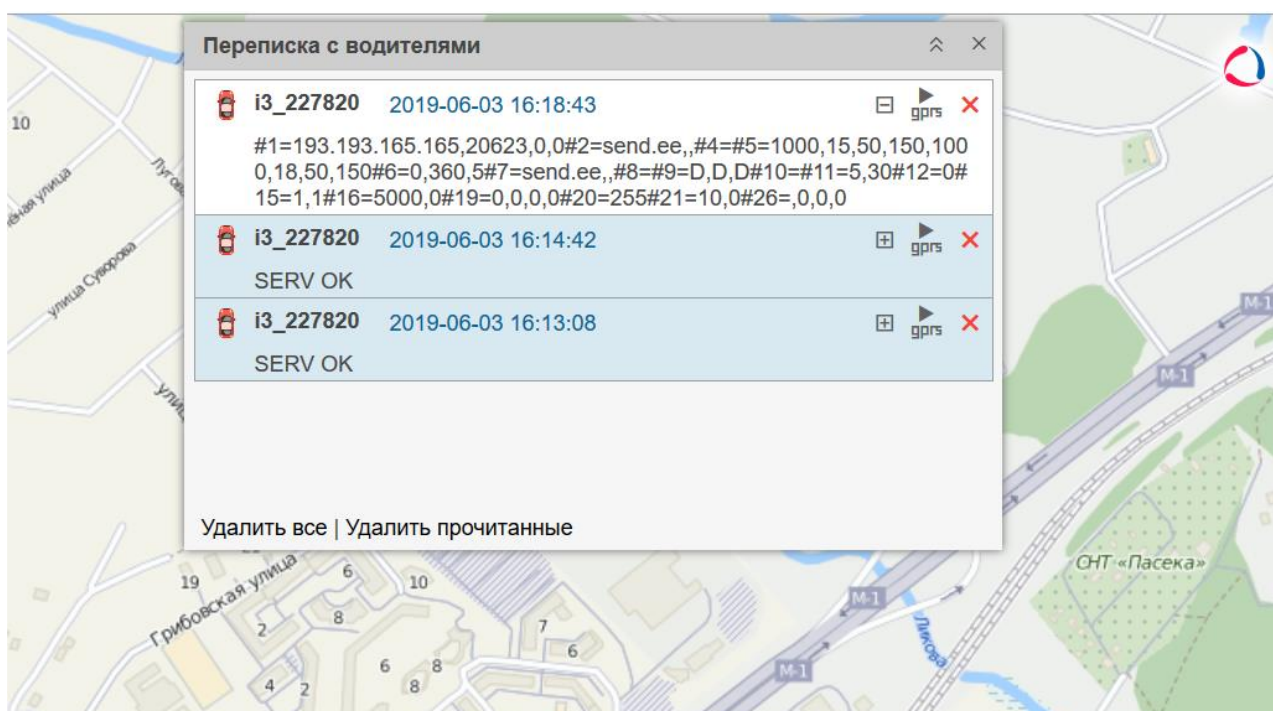 Переписка с водителями
i3_227820 2019-06-03 16:18:43 gprs
#1=193.193.165.165,20623,0,0#2=send.ee,,#4=#5=1000,15,50,150,100
0,18,50,150#6=0,360,5#7=send.ee,,#8=#9=D,D,D#10=#11=5,30#12=0#
15=1,1#16=5000,0#19=0,0,0,0#20=255#21=10,0#26=,0,0,0
i3_227820 2019-06-03 16:14:42 gprs
SERV OK
i3_227820 2019-06-03 16:13:08 gprs
SERV OK
Удалить все | Удалить прочитанные
10
улица Суворова
M-1
M-1
СНТ «Пасека»
19
Грибовская улица
6
10
8
2
7
6
M-1
Ликова
6
8
4
2
8
M-1